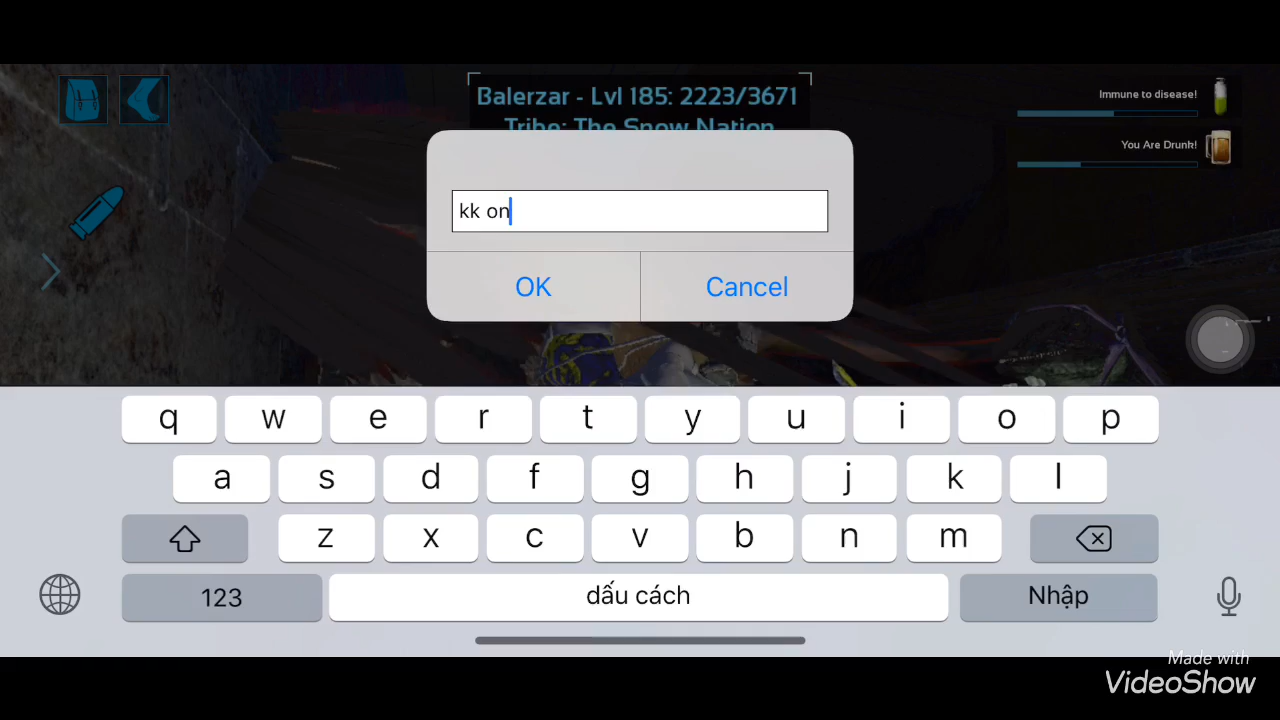 Balerzar - Lvl 185: 2223/3671
Tribe: The Snow Nation
Immune to disease!
You Are Drunk!
kk on
OK
Cancel
q w e r t y u i o p
a s d f g h j k l
z x c v b n m
123
dấu cách
Nhập
Made with
VideoShow